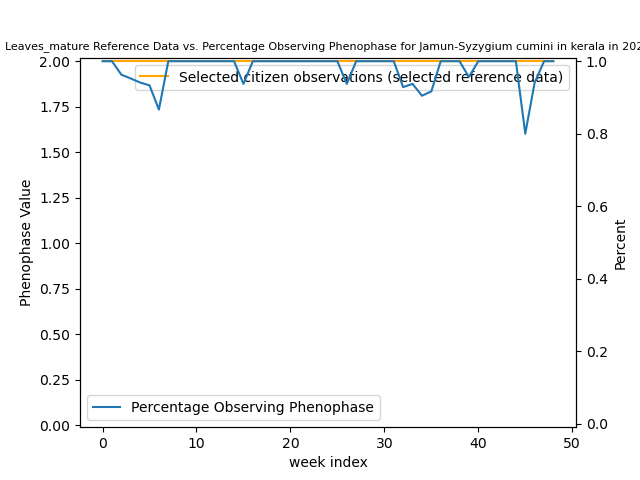 Leaves_mature Reference Data vs. Percentage Observing Phenophase for Jamun-Syzygium cumini in kerala in 202
Selected citizen observations (selected reference data)
Percentage Observing Phenophase
Phenophase Value
2.00
1.75
1.50
1.25
1.00
0.75
0.50
0.25
0.00
Percent
1.0
0.8
0.6
0.4
0.2
0.0
0 10 20 30 40 50
week index